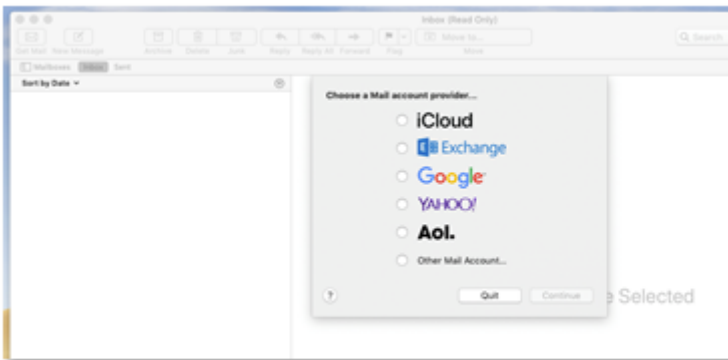 Inbox (Read Only)
Get Mail New Message Archive Delete Junk Reply Reply All Forward Flag Move to... Move Search
Mailboxes Inbox Sent
Sort by Date
Choose a Mail account provider...
iCloud
Exchange
Google
YAHOO!
Aol.
Other Mail Account...
? Quit Continue
e Selected